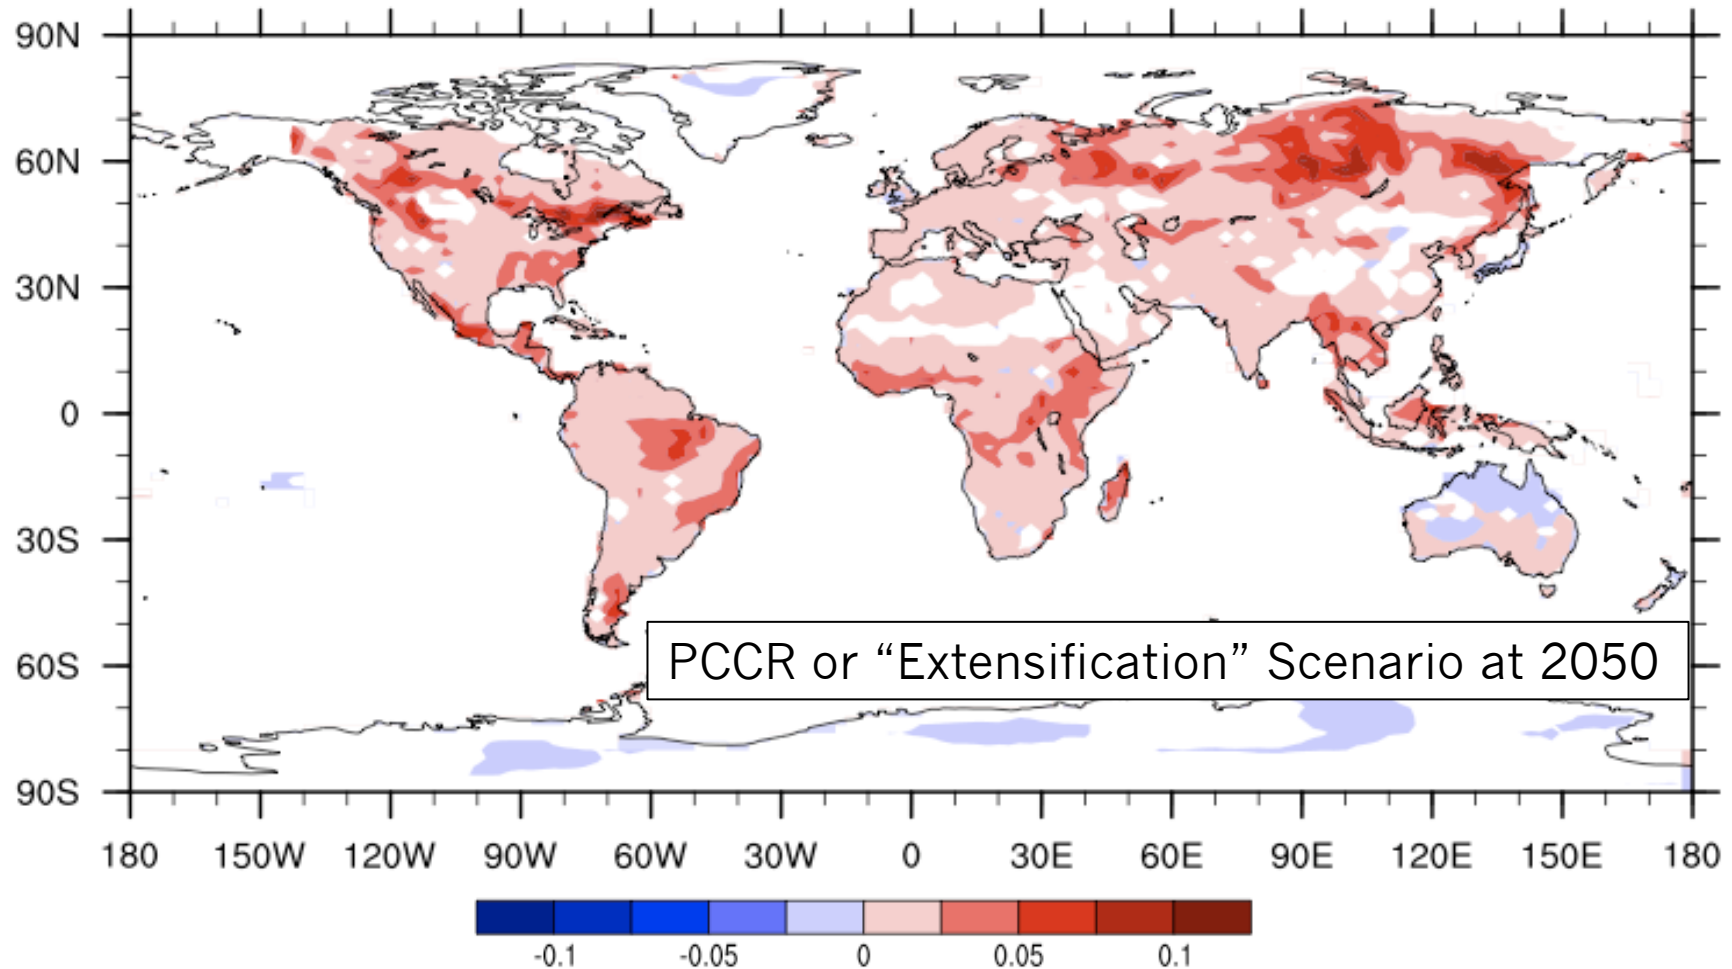 90N
60N
30N
0
30S
60S
90S
PCCR or “Extensification” Scenario at 2050
180 150W 120W 90W 60W 30W 0 30E 60E 90E 120E 150E 180
-0.1 -0.05 0 0.05 0.1